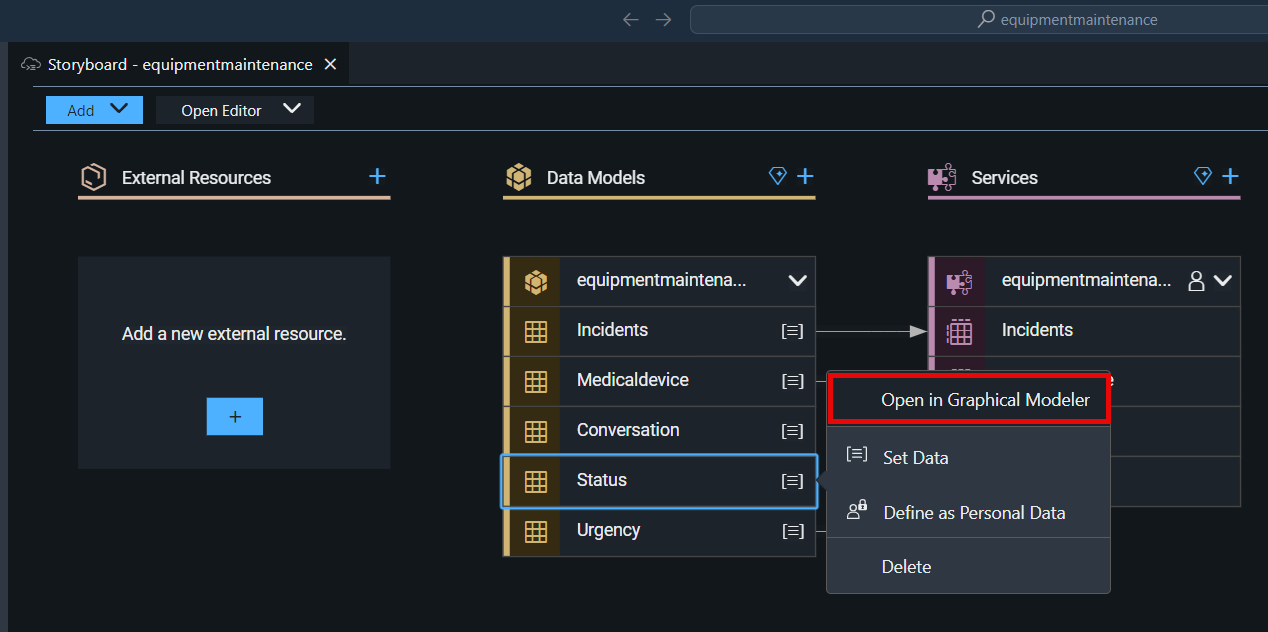 equipmentmaintenance
Storyboard - equipmentmaintenance
Add
Open Editor
External Resources
Data Models
Services
Add a new external resource.
equipmentmaintena...
Incidents
Medicaldevice
Conversation
Status
Urgency
equipmentmaintena...
Incidents
Open in Graphical Modeler
Set Data
Define as Personal Data
Delete